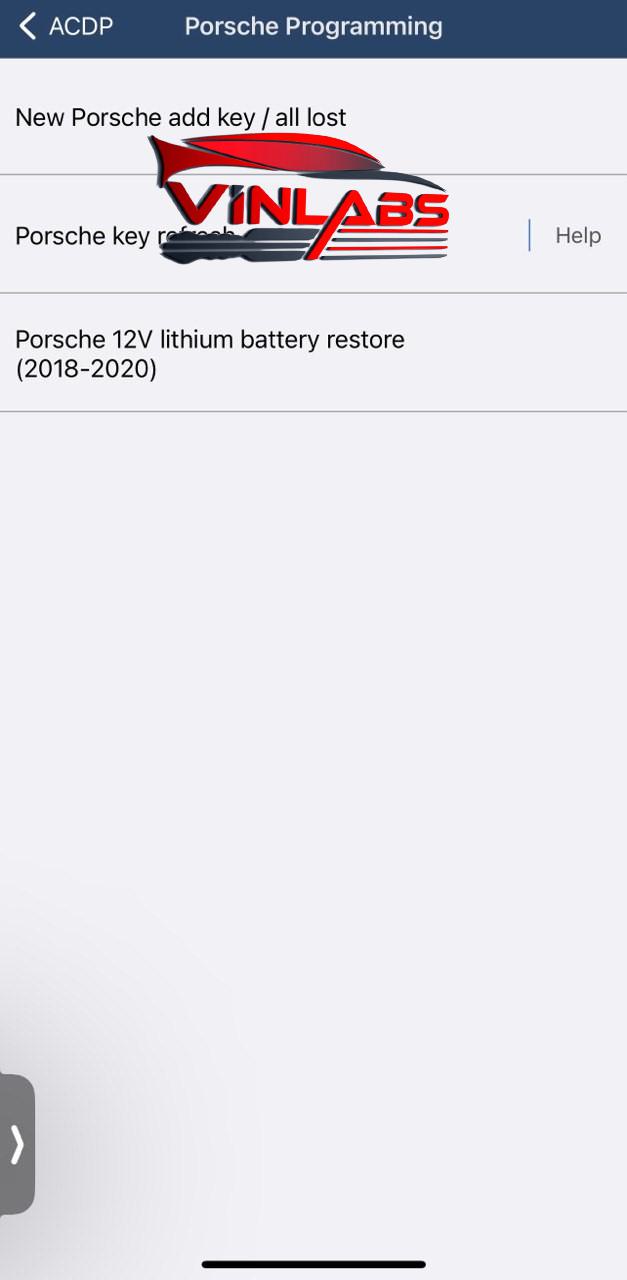 ACDP
Porsche Programming
New Porsche add key / all lost
ViNLABS
Porsche key refresh
Help
Porsche 12V lithium battery restore
(2018-2020)